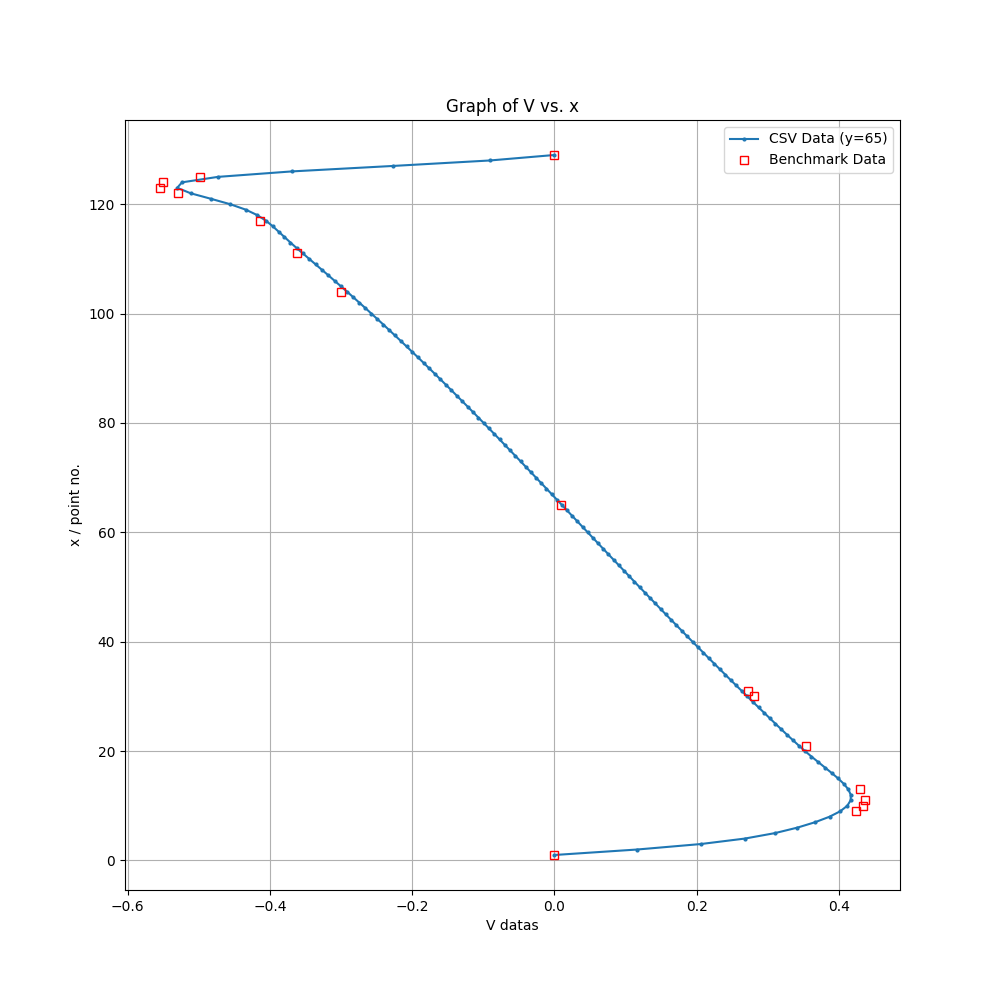 Graph of V vs. x
CSV Data (y=65)
Benchmark Data
120
100
80
60
40
20
0
x / point no.
−0.6 −0.4 −0.2 0.0 0.2 0.4
V datas